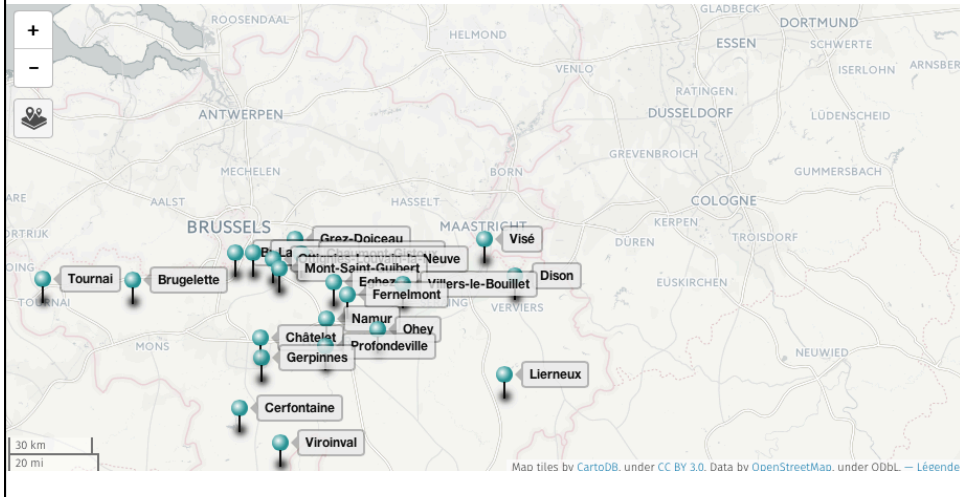 +
−
ROOSENDAAL
HELMOND
GLADBECK
DORTMUND
ESSEN
SCHWERTE
VENLO
ISERLOHN
ARNSBER
RATINGEN
ANTWERPEN
DUSSELDORF
LÜDENSCHEID
GREVENBROICH
MECHELEN
BORN
GUMMERSBACH
AALST
HASSELT
COLOGNE
BRUSSELS
MAASTRICHT
KERPEN
ORTRIJK
Grez-Doiceau
Visé
DÜREN
TROISDORF
Mont-Saint-Guibert
Tournai
Brugelette
Villers-le-Bouillet
Dison
EUSKIRCHEN
Fernelmont
TOURNAI
VERVIERS
Namur
Ohey
Châtelet
Profondeville
MONS
Gerpinnes
NEUWIED
Lierneux
Cerfontaine
Viroinval
30 km
20 mi
Map tiles by CartoDB, under CC BY 3.0. Data by OpenStreetMap, under ODbL. — Légende